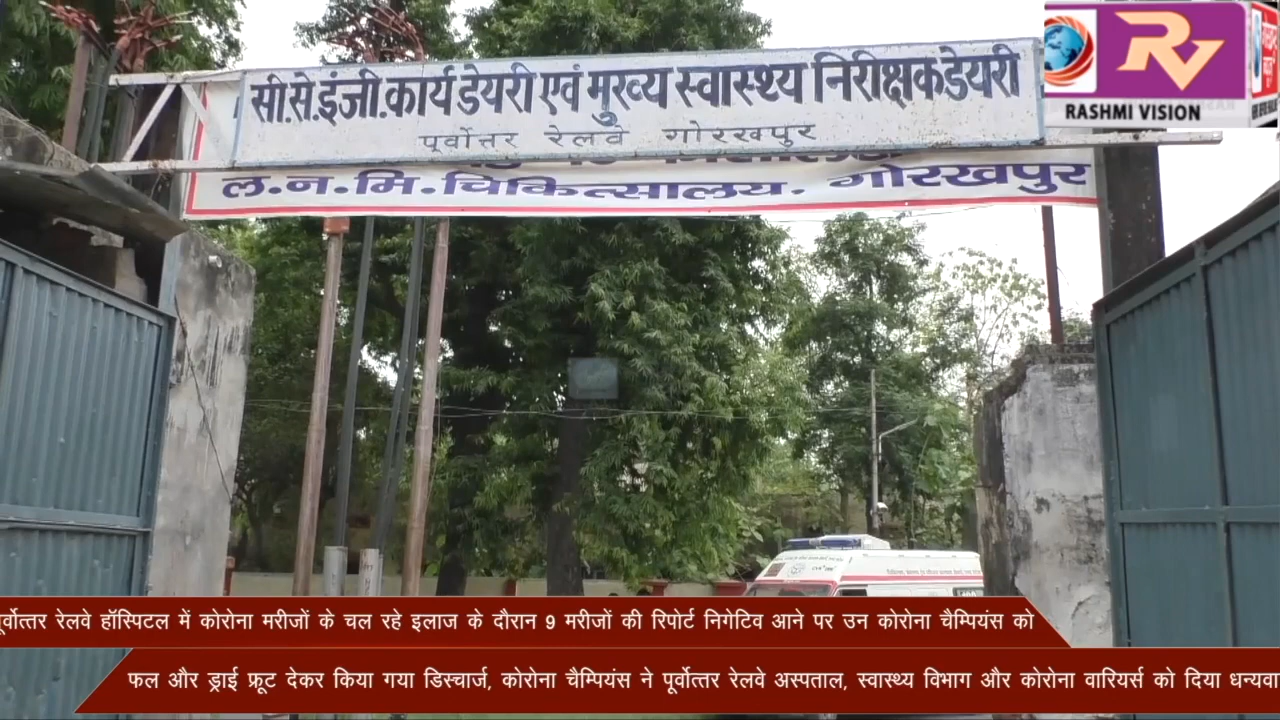 सी.से.इंजी.कार्य डेयरी एवं मुख्य स्वास्थ्य निरीक्षक डेयरी
पूर्वोत्तर रेलवे गोरखपुर
ल.न.मि.चिकित्सालय. गोरखपुर
RV
RASHMI VISION
पूर्वोत्तर रेलवे हॉस्पिटल में कोरोना मरीजों के चल रहे इलाज के दौरान 9 मरीजों की रिपोर्ट निगेटिव आने पर उन कोरोना चैम्पियंस को
फल और ड्राई फ्रूट देकर किया गया डिस्चार्ज, कोरोना चैम्पियंस ने पूर्वोत्तर रेलवे अस्पताल, स्वास्थ्य विभाग और कोरोना वारियर्स को दिया धन्यवा